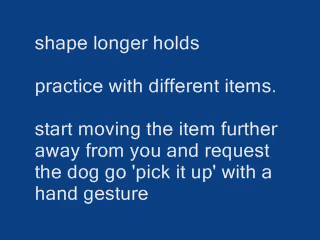 shape longer holds
practice with different items.
start moving the item further
away from you and request
the dog go 'pick it up' with a
hand gesture